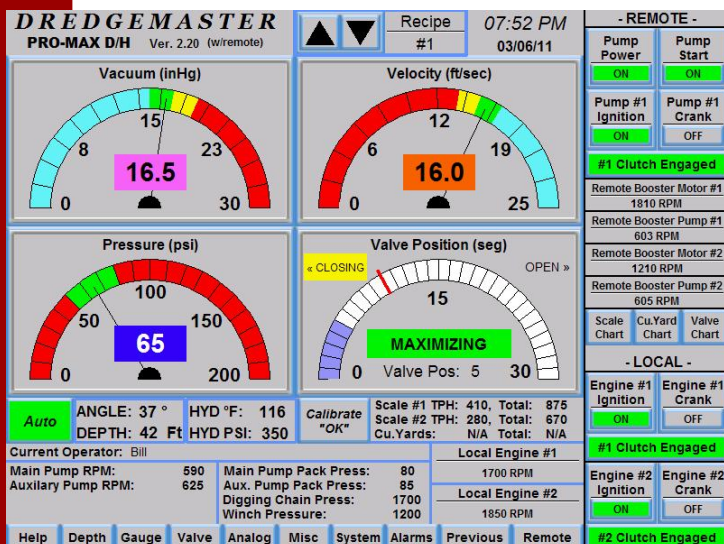 DREDGEMASTER
PRO-MAX D/H Ver. 2.20 (w/remote)
Recipe
#1
07:52 PM
03/06/11
Vacuum (inHg)
0 8 15 23 30
16.5
Velocity (ft/sec)
0 6 12 19 25
16.0
Pressure (psi)
0 50 100 150 200
65
Valve Position (seg)
« CLOSING
OPEN »
0 15 30
MAXIMIZING
Valve Pos: 5
Auto
ANGLE: 37 °
DEPTH: 42 Ft
HYD °F: 116
HYD PSI: 350
Calibrate
"OK"
Scale #1 TPH: 410, Total: 875
Scale #2 TPH: 280, Total: 670
Cu.Yards: N/A Total: N/A
Current Operator: Bill
Main Pump RPM: 590
Auxilary Pump RPM: 625
Main Pump Pack Press: 80
Aux. Pump Pack Press: 85
Digging Chain Press: 1700
Winch Pressure: 1200
Local Engine #1
1700 RPM
Local Engine #2
1850 RPM
Help Depth Gauge Valve Analog Misc System Alarms Previous Remote
- REMOTE -
Pump
Power
ON
Pump
Start
ON
Pump #1
Ignition
ON
Pump #1
Crank
OFF
#1 Clutch Engaged
Remote Booster Motor #1
1810 RPM
Remote Booster Pump #1
603 RPM
Remote Booster Motor #2
1210 RPM
Remote Booster Pump #2
605 RPM
Scale
Chart
Cu.Yard
Chart
Valve
Chart
- LOCAL -
Engine #1
Ignition
ON
Engine #1
Crank
OFF
#1 Clutch Engaged
Engine #2
Ignition
ON
Engine #2
Crank
OFF
#2 Clutch Engaged